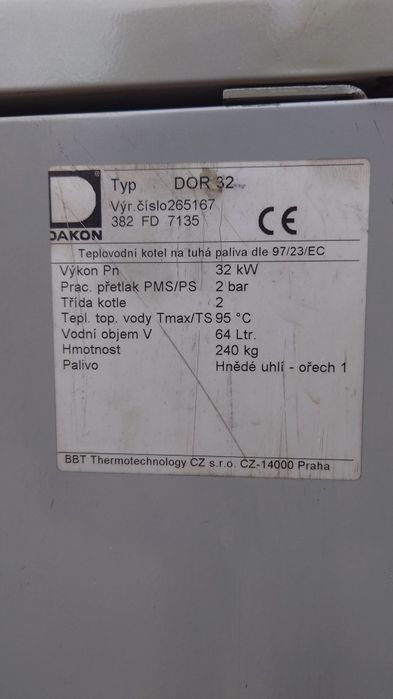 Typ DOR 32
Výr.číslo265167
382 FD 7135
DAKON
CE
Teplovodní kotel na tuhá paliva dle 97/23/EC
Výkon Pn 32 kW
Prac. přetlak PMS/PS 2 bar
Třída kotle 2
Tepl. top. vody Tmax/TS 95 °C
Vodní objem V 64 Ltr.
Hmotnost 240 kg
Palivo Hnědé uhlí - ořech 1
BBT Thermotechnology CZ s.r.o. CZ-14000 Praha